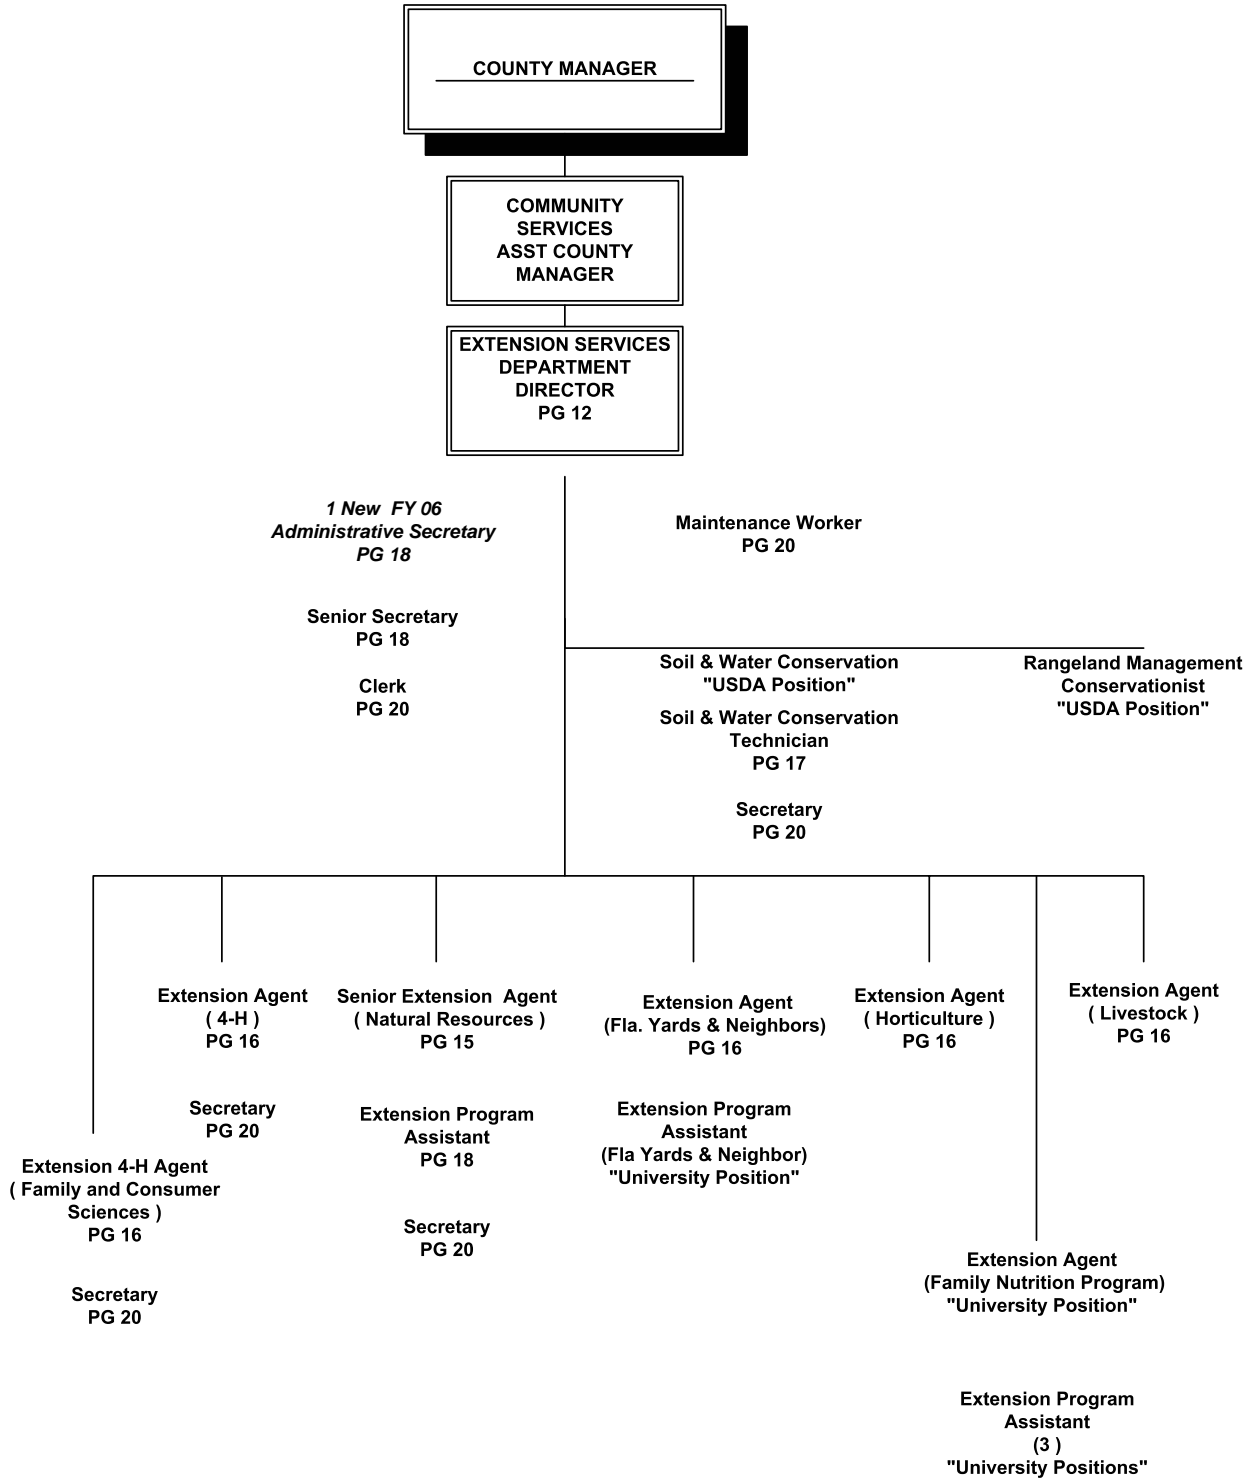 COUNTY MANAGER
COMMUNITY
SERVICES
ASST COUNTY
MANAGER
EXTENSION SERVICES
DEPARTMENT
DIRECTOR
PG 12
1 New  FY 06
Administrative Secretary
PG 18
Maintenance Worker
PG 20
Senior Secretary
PG 18
Clerk
PG 20
Soil & Water Conservation
"USDA Position"
Soil & Water Conservation
Technician
PG 17
Secretary
PG 20
Rangeland Management
Conservationist
"USDA Position"
Extension 4-H Agent
( Family and Consumer
Sciences )
PG 16
Secretary
PG 20
Extension Agent
( 4-H )
PG 16
Secretary
PG 20
Senior Extension  Agent
( Natural Resources )
PG 15
Extension Program
Assistant
PG 18
Secretary
PG 20
Extension Agent
(Fla. Yards & Neighbors)
PG 16
Extension Program
Assistant
(Fla Yards & Neighbor)
"University Position"
Extension Agent
( Horticulture )
PG 16
Extension Agent
(Family Nutrition Program)
"University Position"
Extension Program
Assistant
(3 )
"University Positions"
Extension Agent
( Livestock )
PG 16